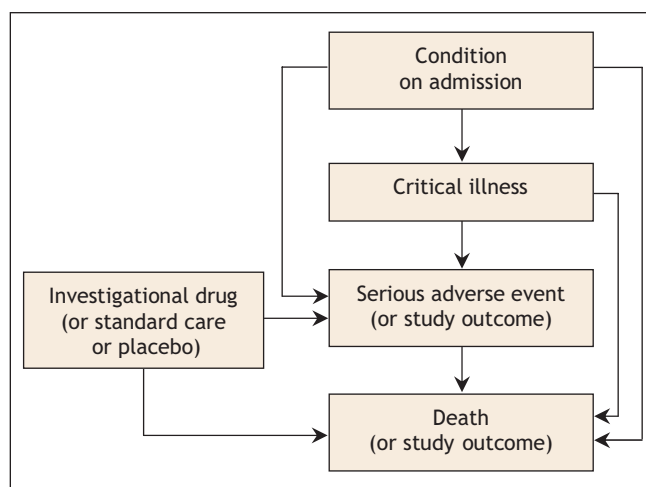 Condition
on admission
Critical illness
Investigational drug
(or standard care
or placebo)
Serious adverse event
(or study outcome)
Death
(or study outcome)